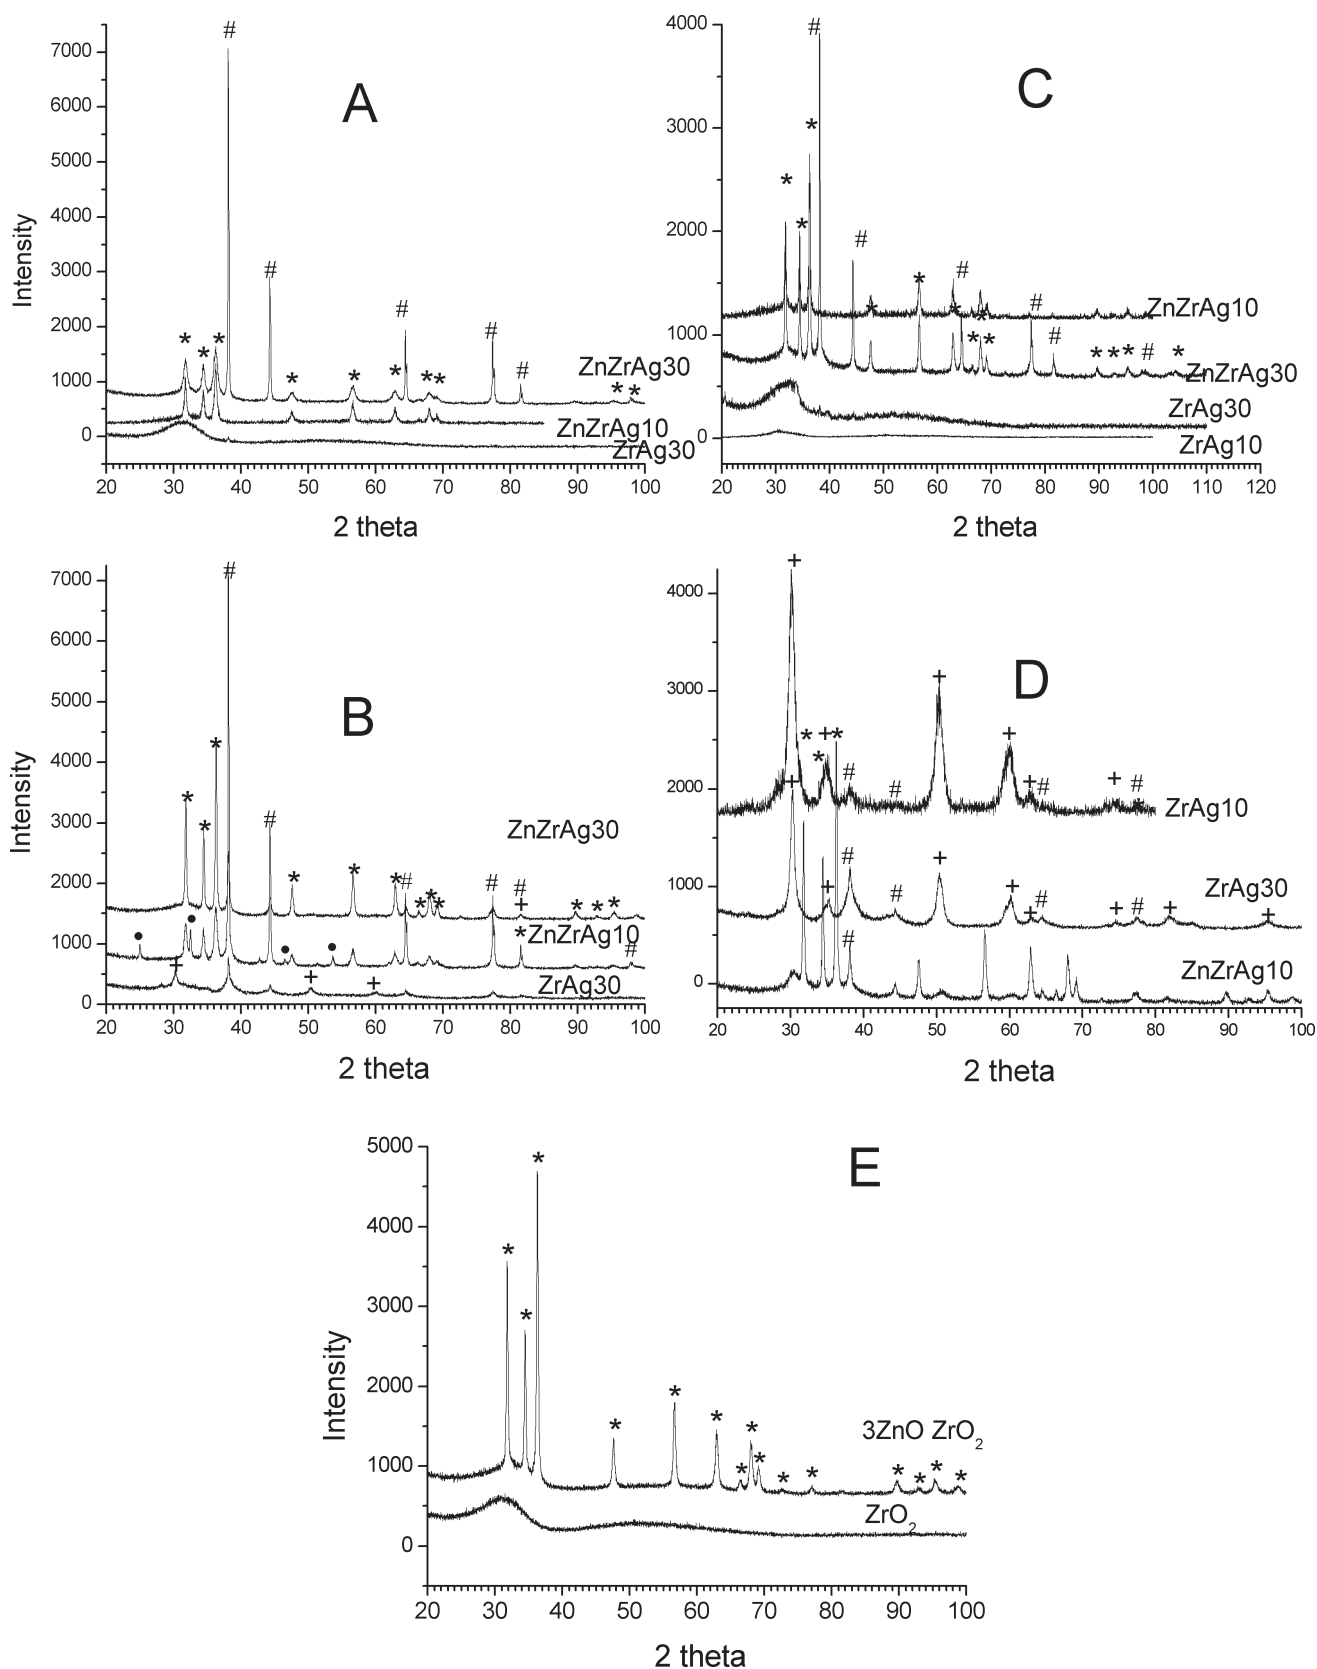 A
7000
6000
5000
4000
3000
2000
1000
0
Intensity
# # # # #
* * * * * * * * * *
ZnZrAg30
ZnZrAg10
ZrAg30
20 30 40 50 60 70 80 90 100
2 theta
C
4000
3000
2000
1000
0
# # # # # #
* * * * * * * * * * * * *
ZnZrAg10
ZnZrAg30
ZrAg30
ZrAg10
20 30 40 50 60 70 80 90 100 110 120
2 theta
B
7000
6000
5000
4000
3000
2000
1000
0
Intensity
# # # # # #
* * * * * * * * * * * *
• • • •
+ + + +
ZnZrAg30
ZnZrAg10
ZrAg30
20 30 40 50 60 70 80 90 100
2 theta
D
4000
3000
2000
1000
0
+ * * + * # # + + + # + # *
ZrAg10
+ + # # + + + # + # + +
ZrAg30
#
ZnZrAg10
20 30 40 50 60 70 80 90 100
2 theta
E
5000
4000
3000
2000
1000
0
Intensity
* * * * * * * * * * * * * * *
3ZnO ZrO2
ZrO2
20 30 40 50 60 70 80 90 100
2 theta